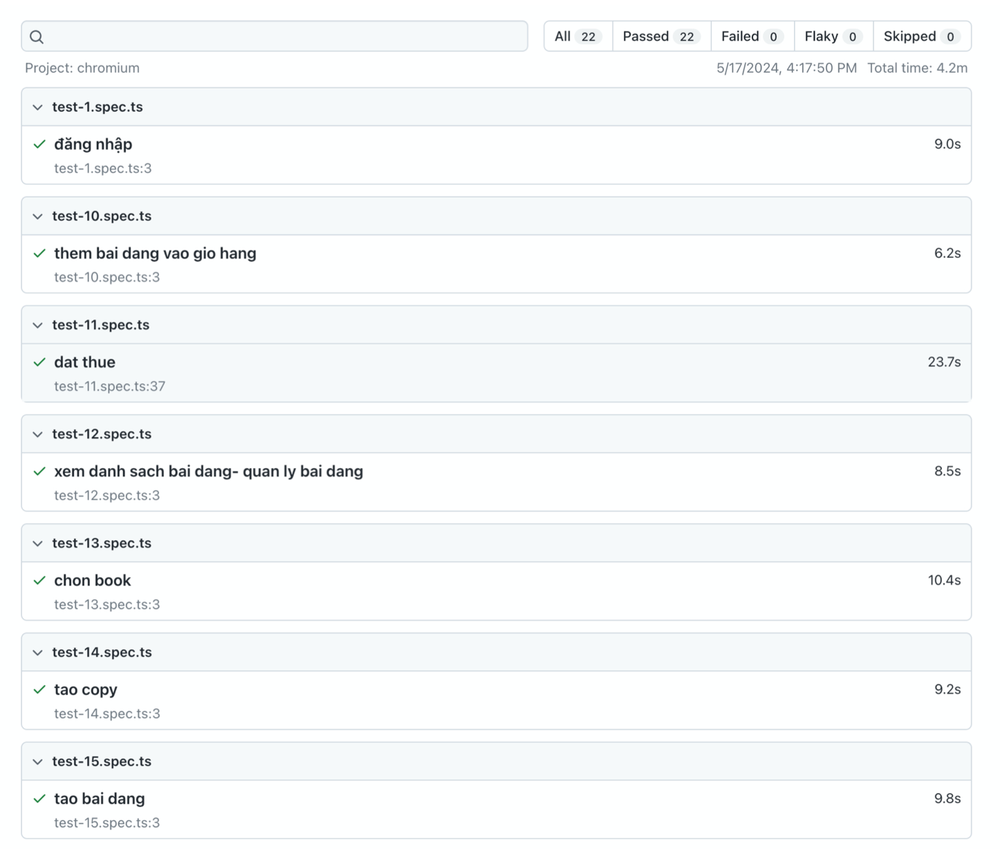 All 22 Passed 22 Failed 0 Flaky 0 Skipped 0
Project: chromium 5/17/2024, 4:17:50 PM Total time: 4.2m
test-1.spec.ts
đăng nhập 9.0s
test-1.spec.ts:3
test-10.spec.ts
them bai dang vao gio hang 6.2s
test-10.spec.ts:3
test-11.spec.ts
dat thue 23.7s
test-11.spec.ts:37
test-12.spec.ts
xem danh sach bai dang- quan ly bai dang 8.5s
test-12.spec.ts:3
test-13.spec.ts
chon book 10.4s
test-13.spec.ts:3
test-14.spec.ts
tao copy 9.2s
test-14.spec.ts:3
test-15.spec.ts
tao bai dang 9.8s
test-15.spec.ts:3